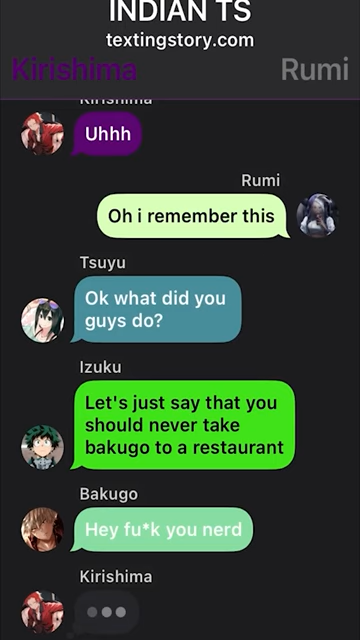 INDIAN TS
textingstory.com
Kirishima
Rumi
Kirishima
Uhhh
Rumi
Oh i remember this
Tsuyu
Ok what did you
guys do?
Izuku
Let's just say that you
should never take
bakugo to a restaurant
Bakugo
Hey fu*k you nerd
Kirishima